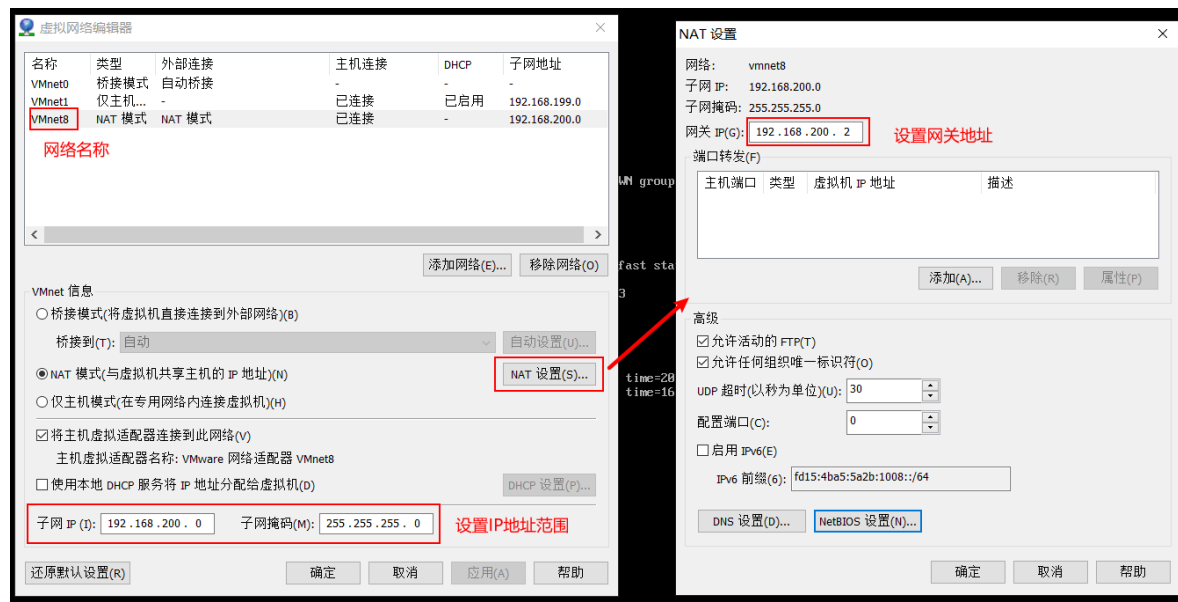 虚拟网络编辑器
名称 类型 外部连接 主机连接 DHCP 子网地址
VMnet0 桥接模式 自动桥接 - - -
VMnet1 仅主机... - 已连接 已启用 192.168.199.0
VMnet8 NAT 模式 NAT 模式 已连接 - 192.168.200.0
网络名称
添加网络(E)... 移除网络(O)
VMnet 信息
桥接模式(将虚拟机直接连接到外部网络)(B)
桥接到(T): 自动 自动设置(U)...
NAT 模式(与虚拟机共享主机的 IP 地址)(N) NAT 设置(S)...
仅主机模式(在专用网络内连接虚拟机)(H)
将主机虚拟适配器连接到此网络(V)
主机虚拟适配器名称: VMware 网络适配器 VMnet8
使用本地 DHCP 服务将 IP 地址分配给虚拟机(D) DHCP 设置(P)...
子网 IP (I): 192.168.200.0 子网掩码(M): 255.255.255.0 设置IP地址范围
还原默认设置(R) 确定 取消 应用(A) 帮助
WN group
fast sta
3
time=20
time=16
NAT 设置
网络: vmnet8
子网 IP: 192.168.200.0
子网掩码: 255.255.255.0
网关 IP(G): 192.168.200.2 设置网关地址
端口转发(F)
主机端口 类型 虚拟机 IP 地址 描述
添加(A)... 移除(R) 属性(P)
高级
允许活动的 FTP(T)
允许任何组织唯一标识符(O)
UDP 超时(以秒为单位)(U): 30
配置端口(C): 0
启用 IPv6(E)
IPv6 前缀(6): fd15:4ba5:5a2b:1008::/64
DNS 设置(D)... NetBIOS 设置(N)...
确定 取消 帮助